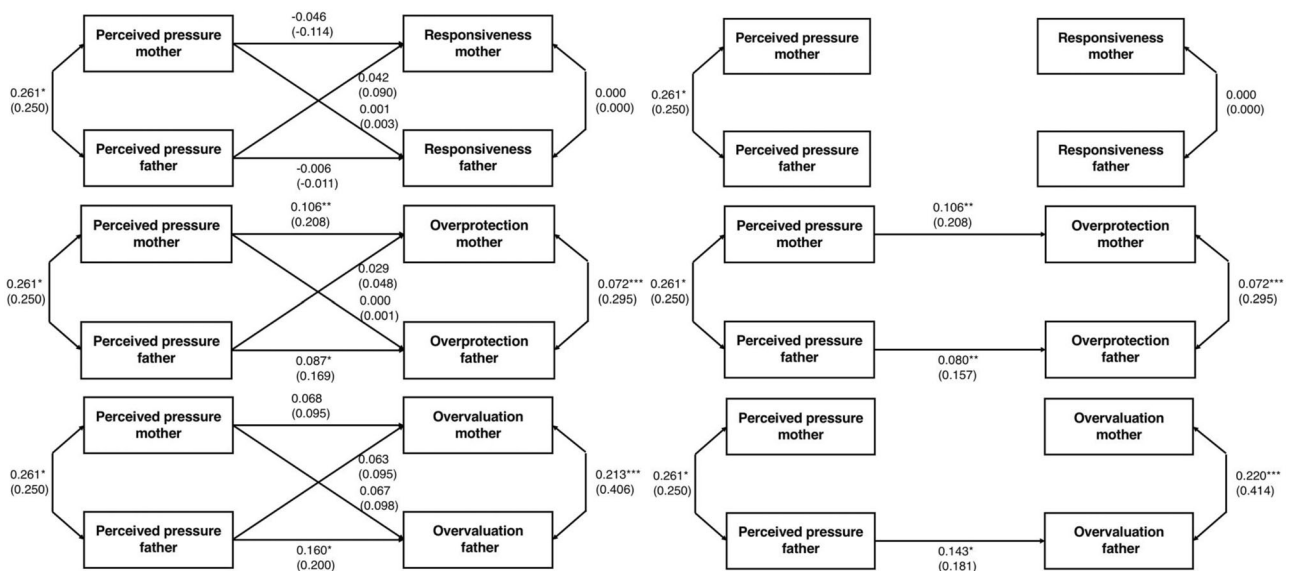 -0.046
(-0.114)
Perceived pressure
mother
Responsiveness
mother
0.261*
(0.250)
0.042
(0.090)
0.001
(0.003)
0.000
(0.000)
Perceived pressure
father
Responsiveness
father
-0.006
(-0.011)
0.106**
(0.208)
Perceived pressure
mother
Overprotection
mother
0.261*
(0.250)
0.029
(0.048)
0.000
(0.001)
0.072***
(0.295)
Perceived pressure
father
Overprotection
father
0.087*
(0.169)
0.068
(0.095)
Perceived pressure
mother
Overvaluation
mother
0.261*
(0.250)
0.063
(0.095)
0.067
(0.098)
0.213***
(0.406)
Perceived pressure
father
Overvaluation
father
0.160*
(0.200)
Perceived pressure
mother
Responsiveness
mother
0.261*
(0.250)
0.000
(0.000)
Perceived pressure
father
Responsiveness
father
0.106**
(0.208)
Perceived pressure
mother
Overprotection
mother
0.261*
(0.250)
0.072***
(0.295)
Perceived pressure
father
Overprotection
father
0.080**
(0.157)
Perceived pressure
mother
Overvaluation
mother
0.261*
(0.250)
0.220***
(0.414)
Perceived pressure
father
Overvaluation
father
0.143*
(0.181)